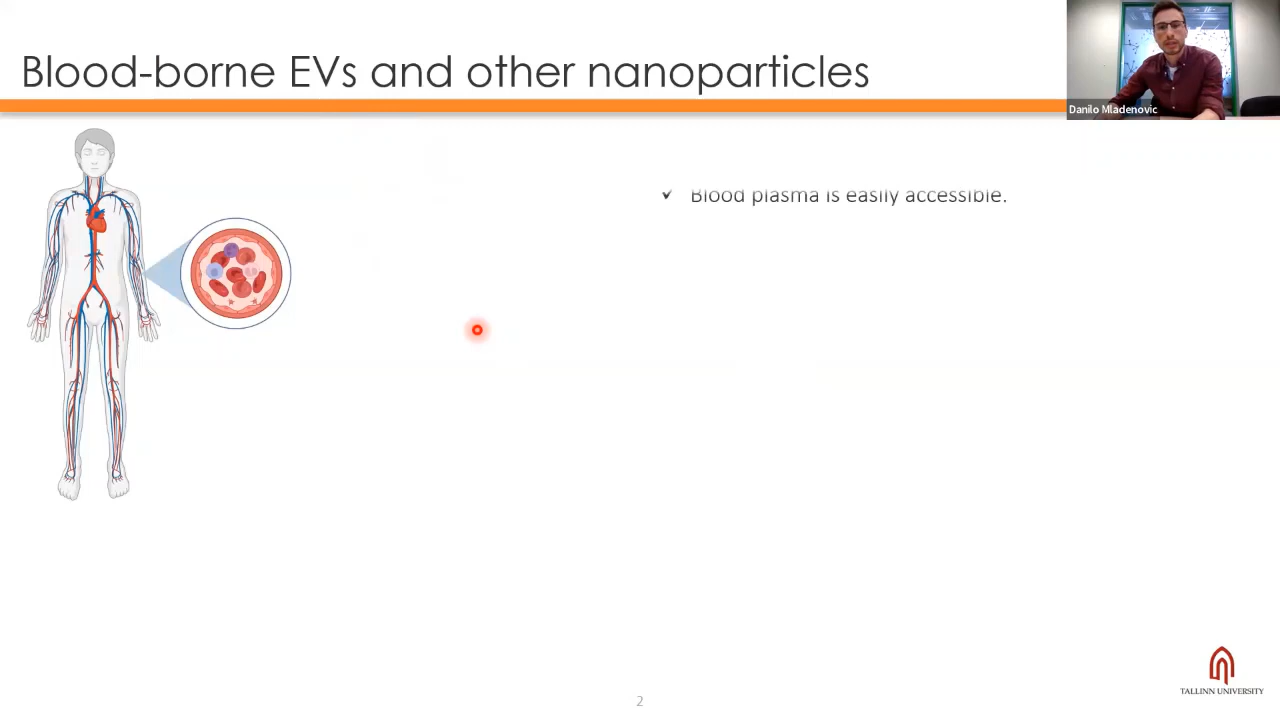 Blood-borne EVs and other nanoparticles
Danilo Mladenovic
✓ Blood plasma is easily accessible.
TALLINN UNIVERSITY
2